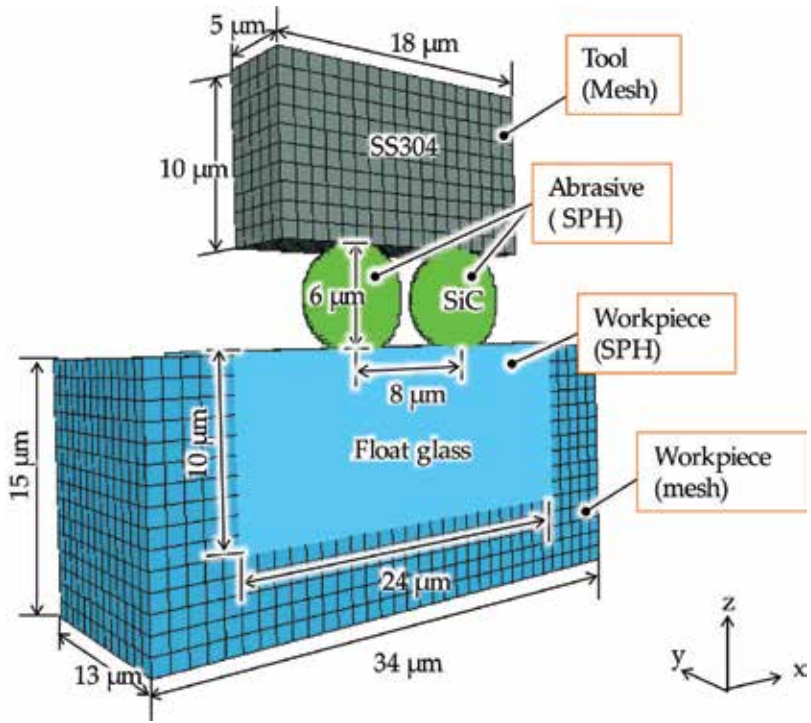 5 μm
18 μm
Tool
(Mesh)
SS304
10 μm
Abrasive
( SPH)
6 μm
SiC
Workpiece
(SPH)
8 μm
10 μm
Float glass
15 μm
Workpiece
(mesh)
24 μm
z
34 μm
13 μm
y
x